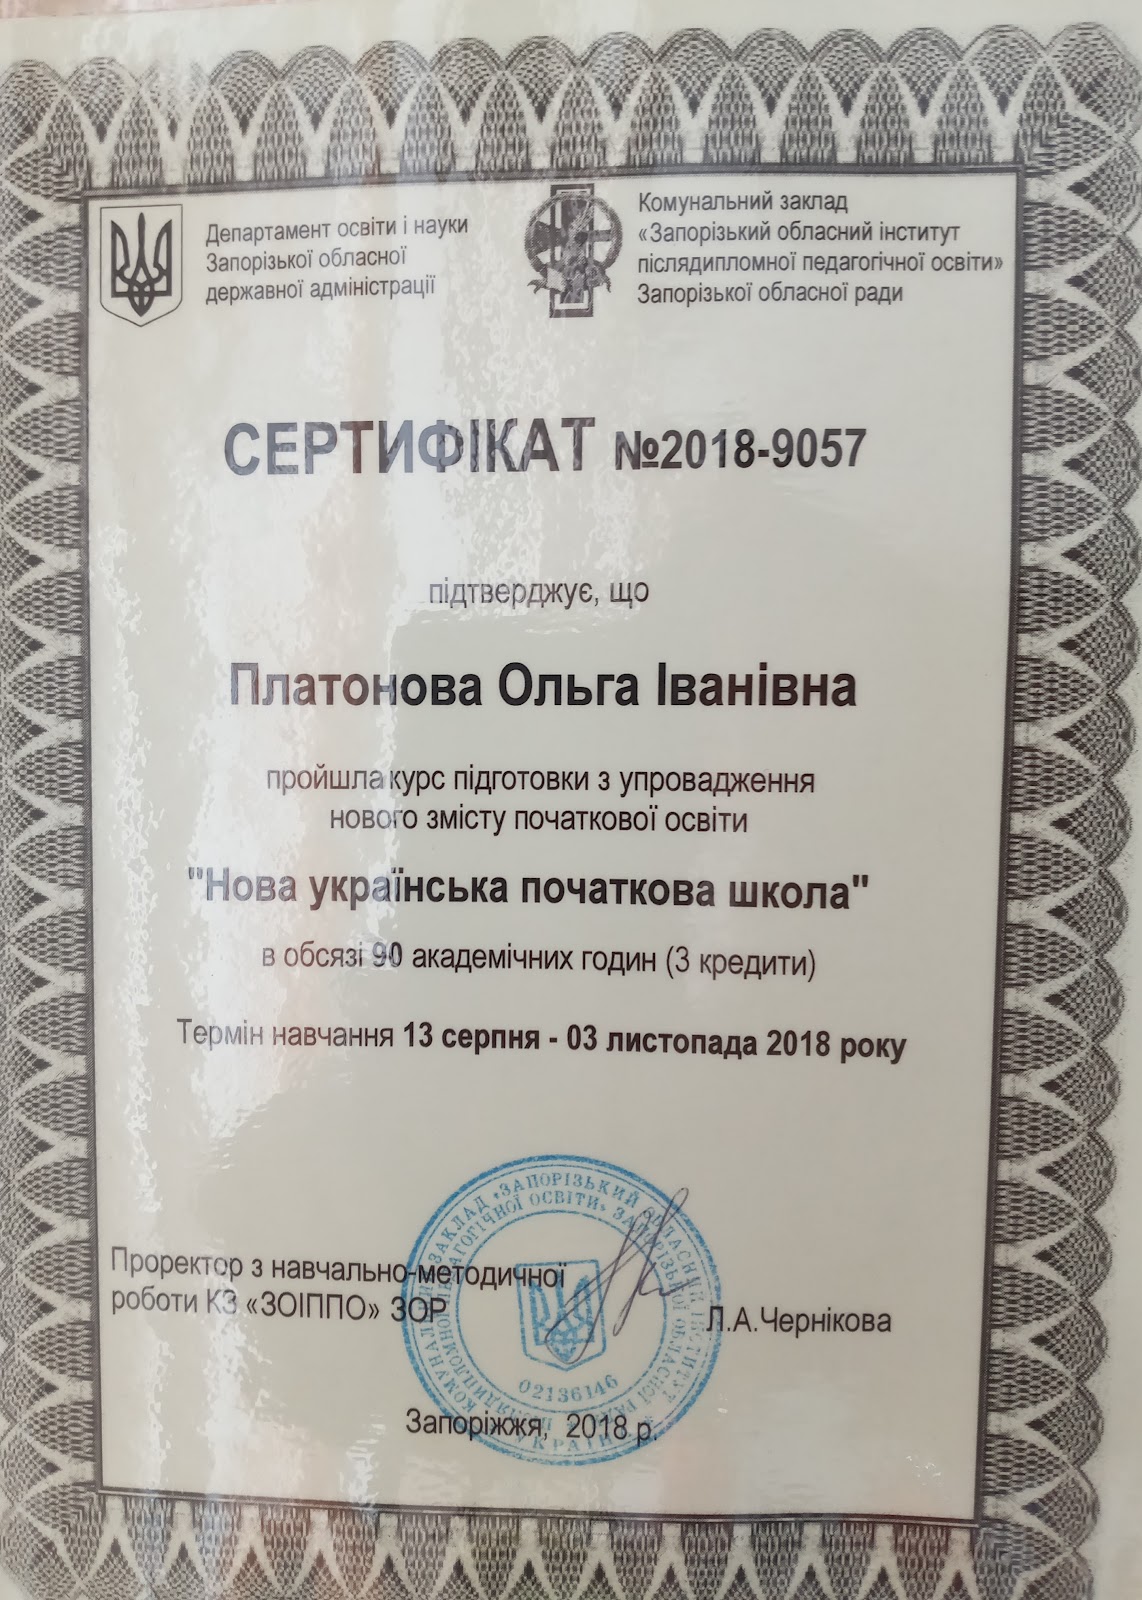 Департамент освіти і науки
Запорізької обласної
державної адміністрації
Комунальний заклад
«Запорізький обласний інститут
післядипломної педагогічної освіти»
Запорізької обласної ради
СЕРТИФІКАТ №2018-9057
підтверджує, що
Платонова Ольга Іванівна
пройшла курс підготовки з упровадження
нового змісту початкової освіти
"Нова українська початкова школа"
в обсязі 90 академічних годин (3 кредити)
Термін навчання 13 серпня - 03 листопада 2018 року
Проректор з навчально-методичної
роботи КЗ «ЗОІППО» ЗОР
Л.А.Чернікова
02136146
Запоріжжя, 2018 р.